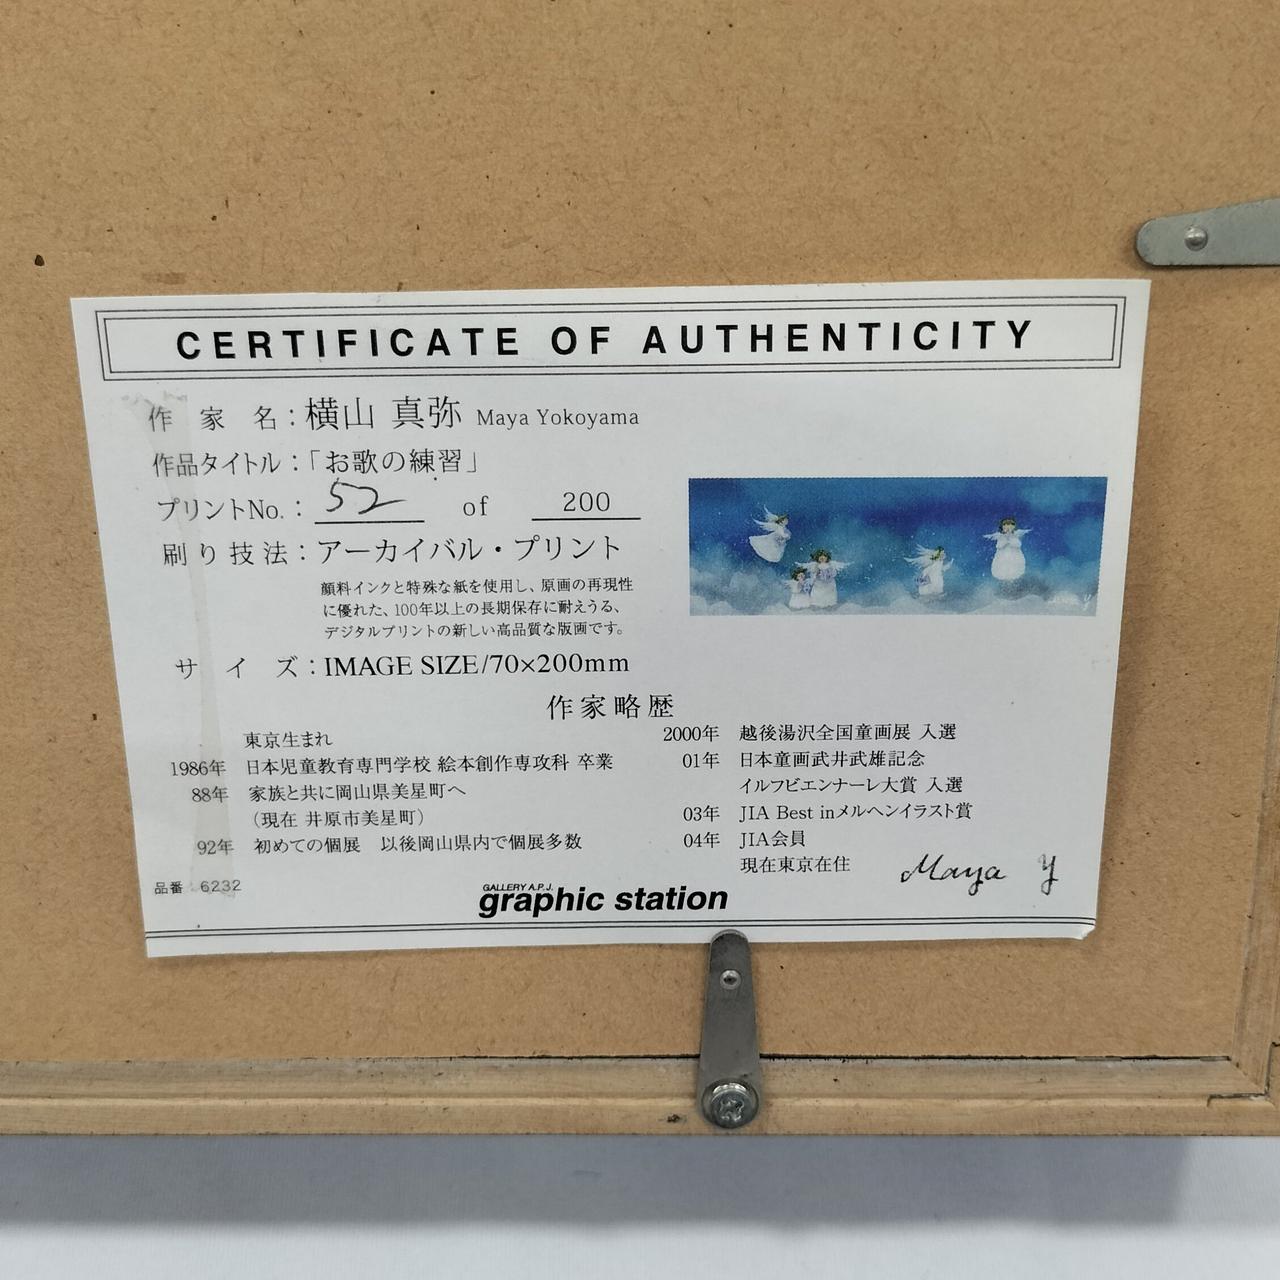 CERTIFICATE OF AUTHENTICITY
作家名：横山 真弥 Maya Yokoyama
作品タイトル：「お歌の練習」
プリントNo.：52 of 200
刷り技法：アーカイバル・プリント
顔料インクと特殊な紙を使用し、原画の再現性
に優れた、100年以上の長期保存に耐えうる、
デジタルプリントの新しい高品質な版画です。
サイズ：IMAGE SIZE/70×200mm
作家略歴
東京生まれ
1986年 日本児童教育専門学校 絵本創作専攻科 卒業
88年 家族と共に岡山県美星町へ
（現在 井原市美星町）
92年 初めての個展 以後岡山県内で個展多数
2000年 越後湯沢全国童画展 入選
01年 日本童画武井武雄記念
イルフビエンナーレ大賞 入選
03年 JIA Best inメルヘンイラスト賞
04年 JIA会員
現在東京在住
Maya Y
品番 6232
GALLERY A.P.J.
graphic station